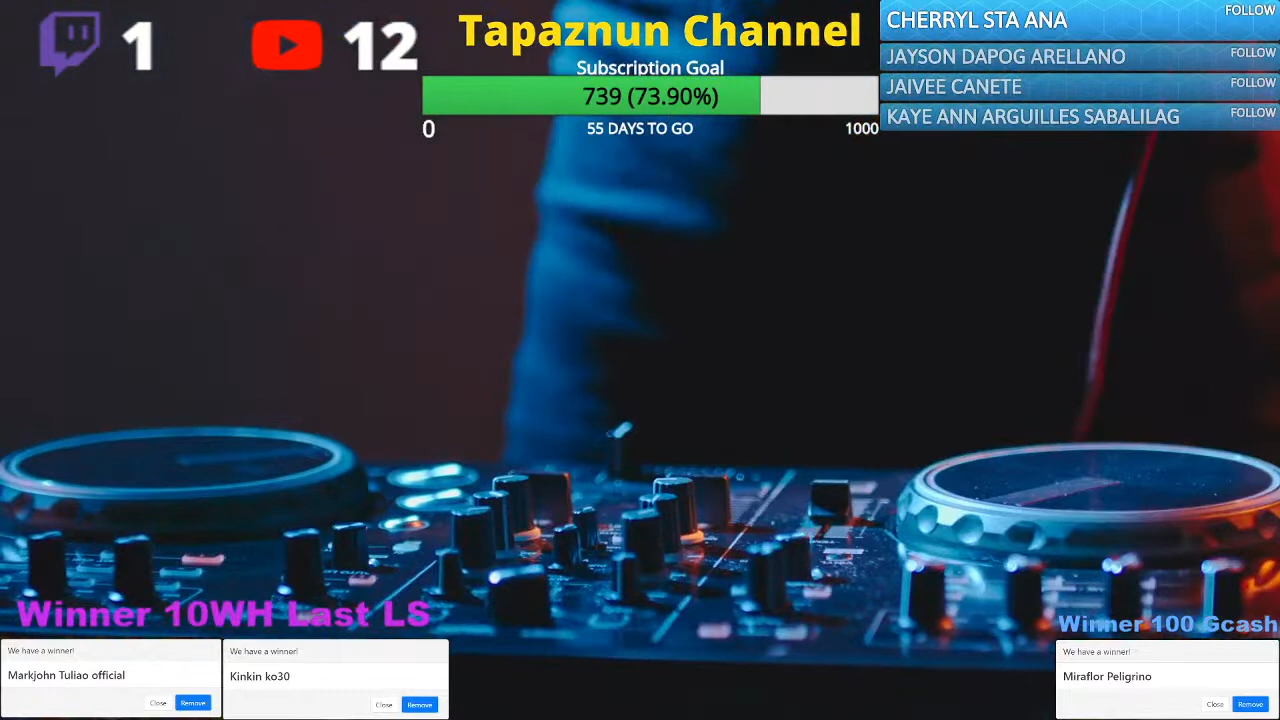 1
12
Tapaznun Channel
Subscription Goal
739 (73.90%)
0
55 DAYS TO GO
1000
CHERRYL STA ANA FOLLOW
JAYSON DAPOG ARELLANO FOLLOW
JAIVEE CANETE FOLLOW
KAYE ANN ARGUILLES SABALILAG FOLLOW
Winner 10WH Last LS
We have a winner!
Markjohn Tuliao official
Close Remove
We have a winner!
Kinkin ko30
Close Remove
Winner 100 Gcash
We have a winner!
Miraflor Peligrino
Close Remove